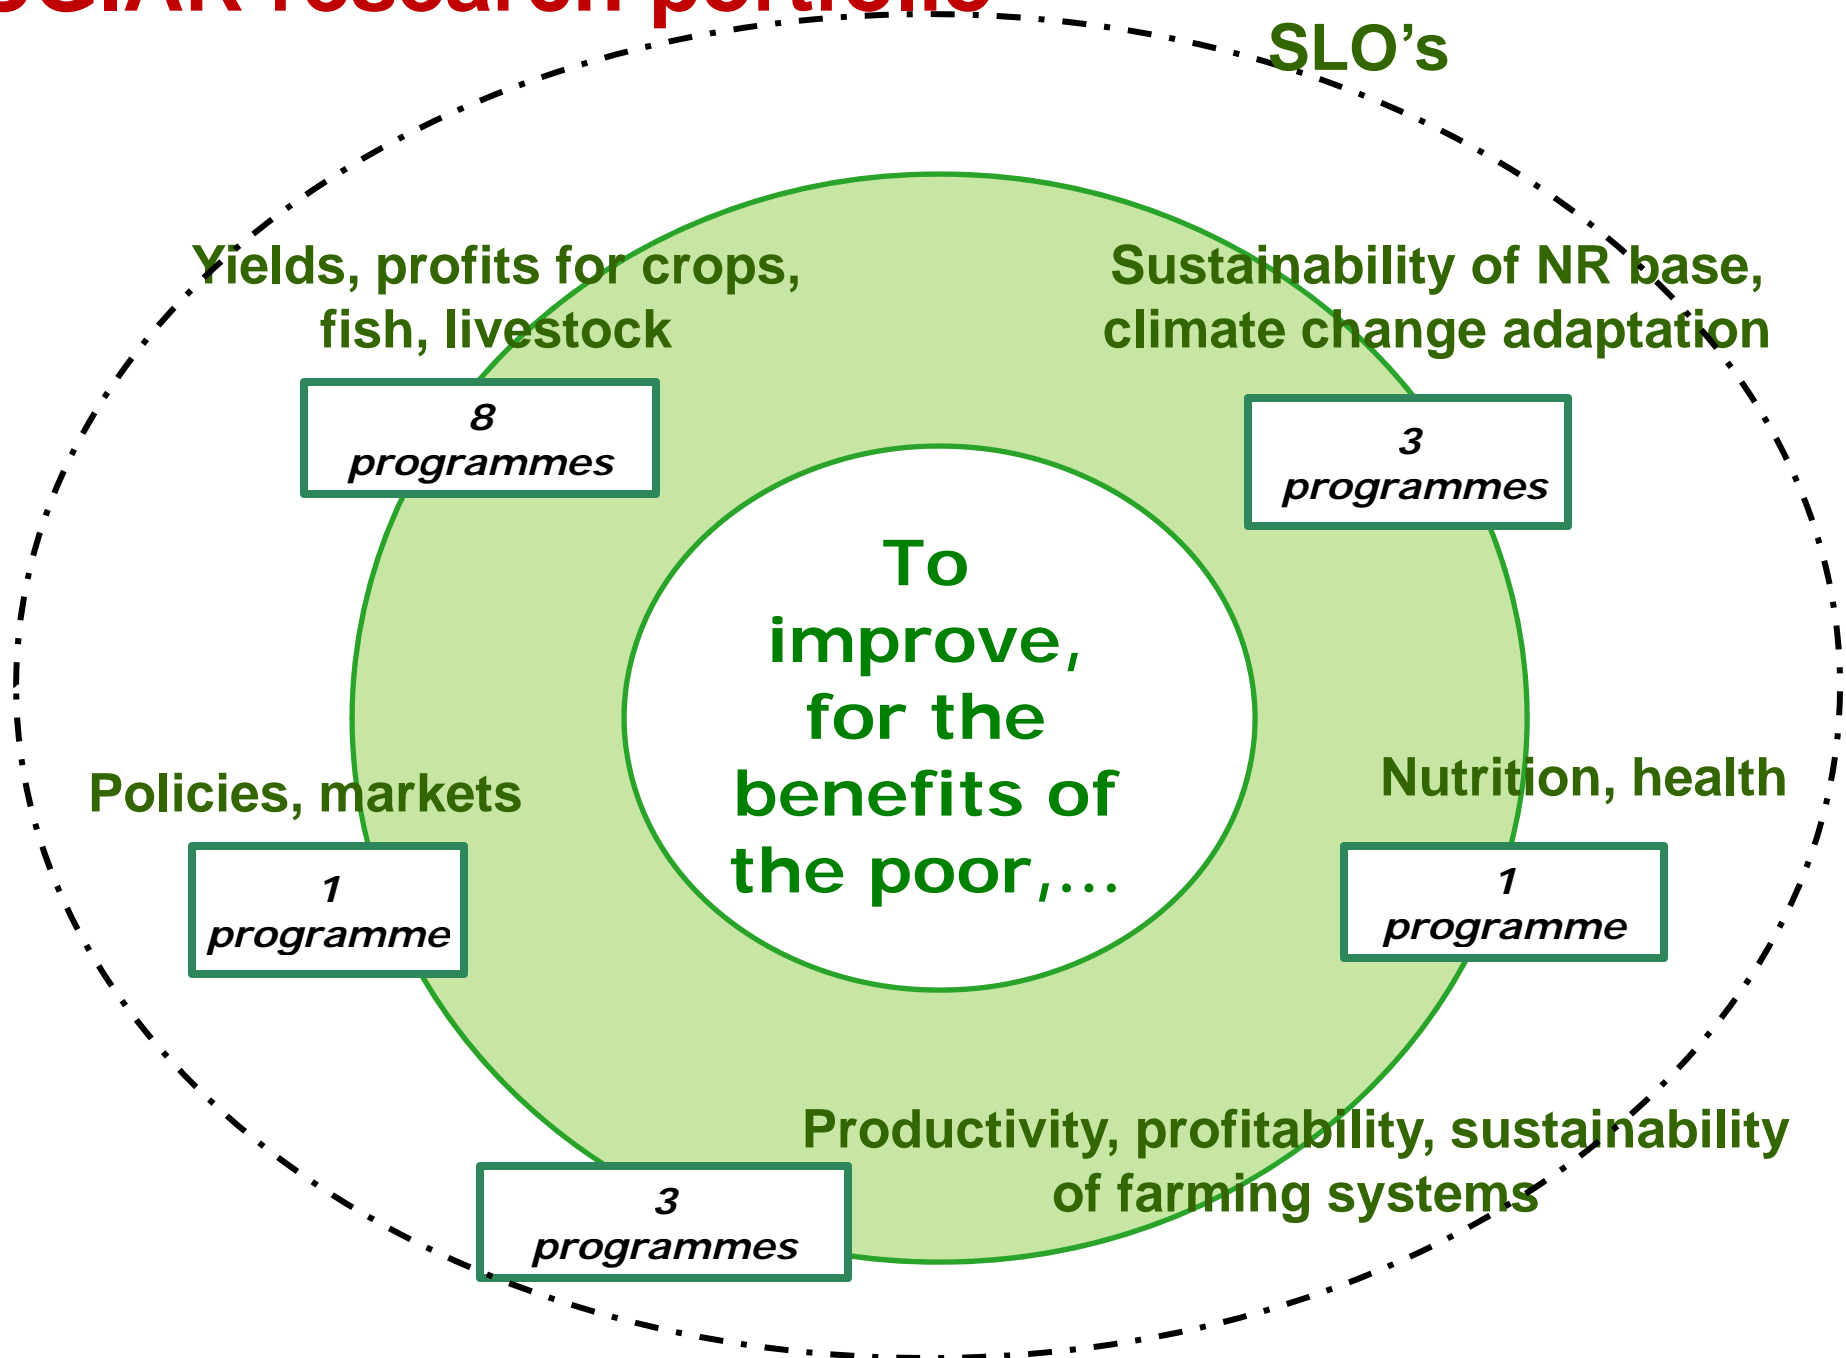 research portfolio
SLO's
Yields, profits for crops,
fish, livestock
8
programmes
Sustainability of NR base,
climate change adaptation
3
programmes
To
improve,
for the
benefits of
the poor,...
Policies, markets
1
programme
Nutrition, health
1
programme
Productivity, profitability, sustainability
of farming systems
3
programmes